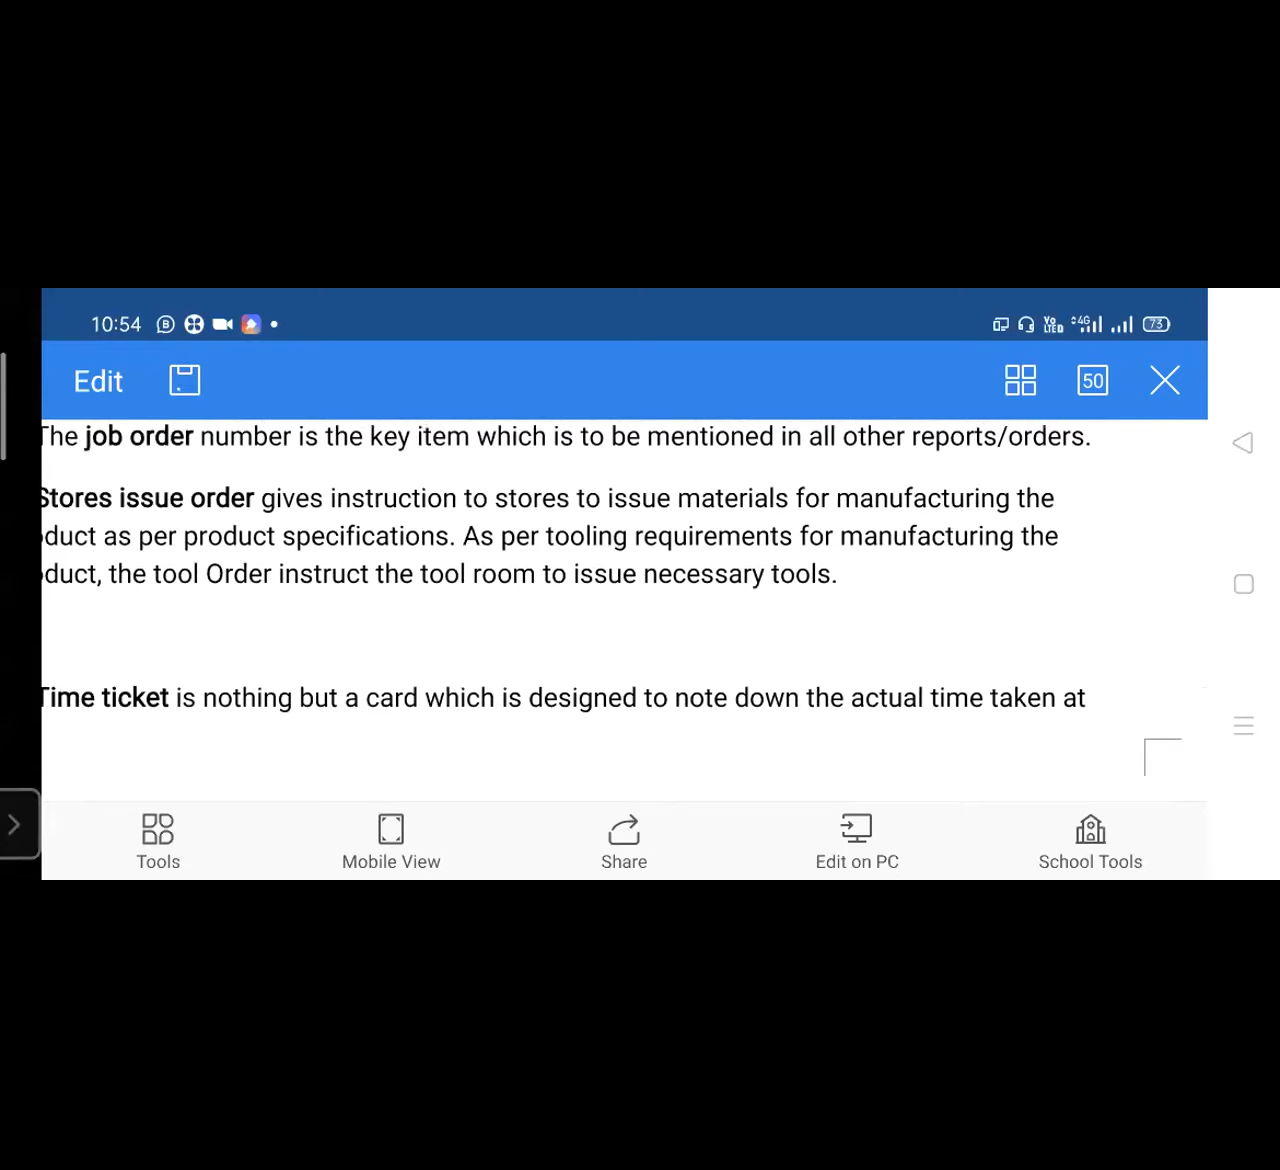 10:54
73
Edit
50
The job order number is the key item which is to be mentioned in all other reports/orders.
Stores issue order gives instruction to stores to issue materials for manufacturing the
duct as per product specifications. As per tooling requirements for manufacturing the
duct, the tool Order instruct the tool room to issue necessary tools.
Time ticket is nothing but a card which is designed to note down the actual time taken at
Tools
Mobile View
Share
Edit on PC
School Tools